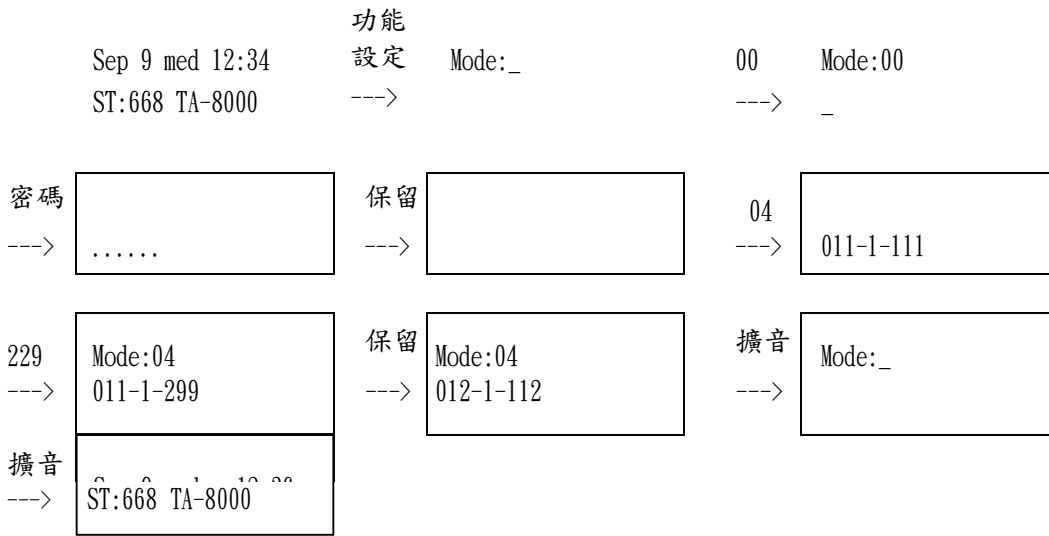 功能
Sep 9 med 12:34 設定 Mode:_ 00 Mode:00
ST:668 TA-8000 ---> ---> _
密碼 保留 04
---> ...... ---> ---> 011-1-111
229 Mode:04 保留 Mode:04 擴音 Mode:_
---> 011-1-299 ---> 012-1-112 --->
擴音
---> ST:668 TA-8000